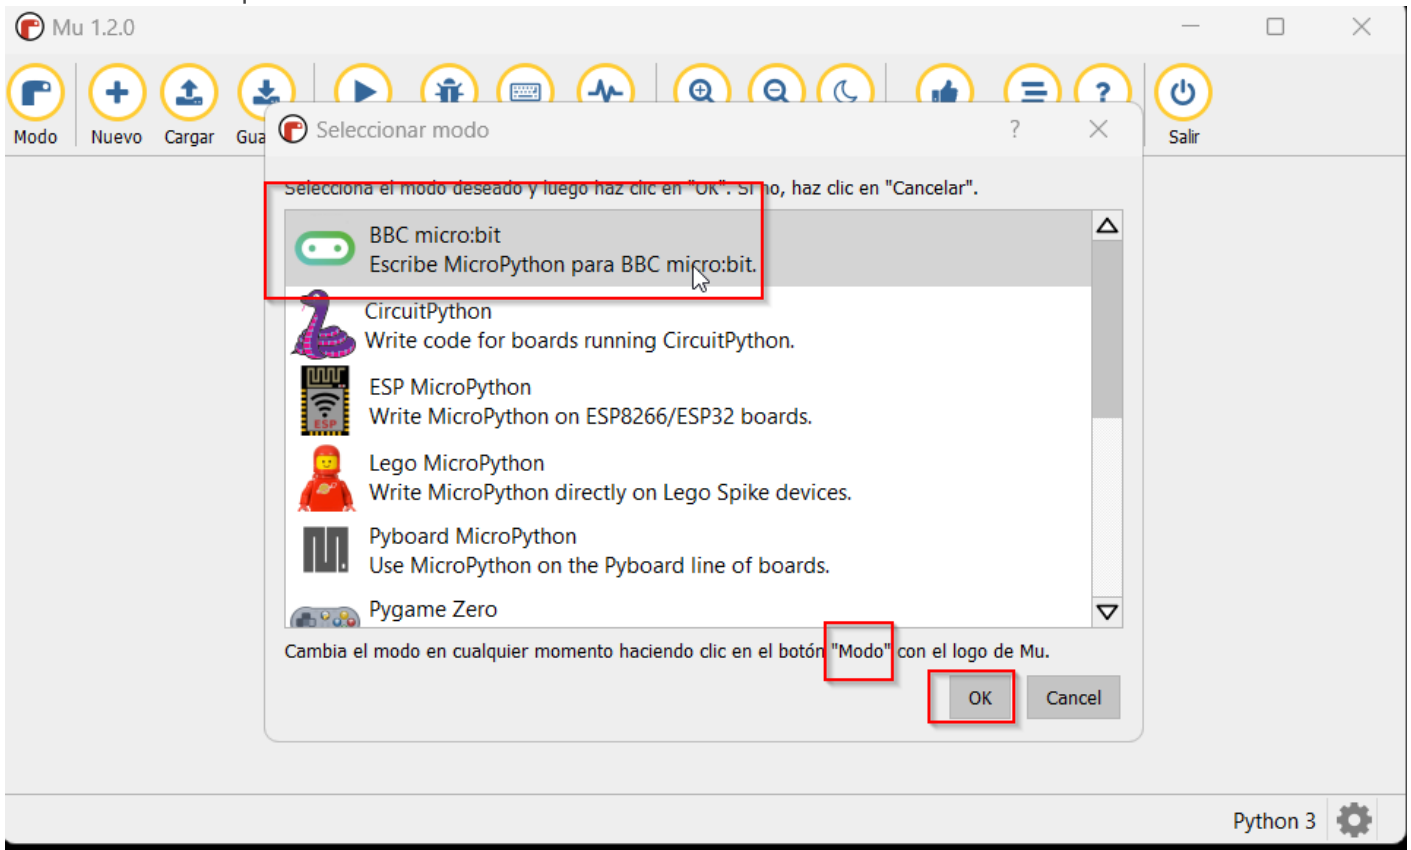 Mu 1.2.0
Modo
Nuevo
Cargar
Gua
Salir
Seleccionar modo
Selecciona el modo deseado y luego haz clic en "OK". Si no, haz clic en "Cancelar".
BBC micro:bit
Escribe MicroPython para BBC micro:bit.
CircuitPython
Write code for boards running CircuitPython.
ESP MicroPython
Write MicroPython on ESP8266/ESP32 boards.
ESP
Lego MicroPython
Write MicroPython directly on Lego Spike devices.
Pyboard MicroPython
Use MicroPython on the Pyboard line of boards.
Pygame Zero
Cambia el modo en cualquier momento haciendo clic en el botón "Modo" con el logo de Mu.
OK
Cancel
Python 3